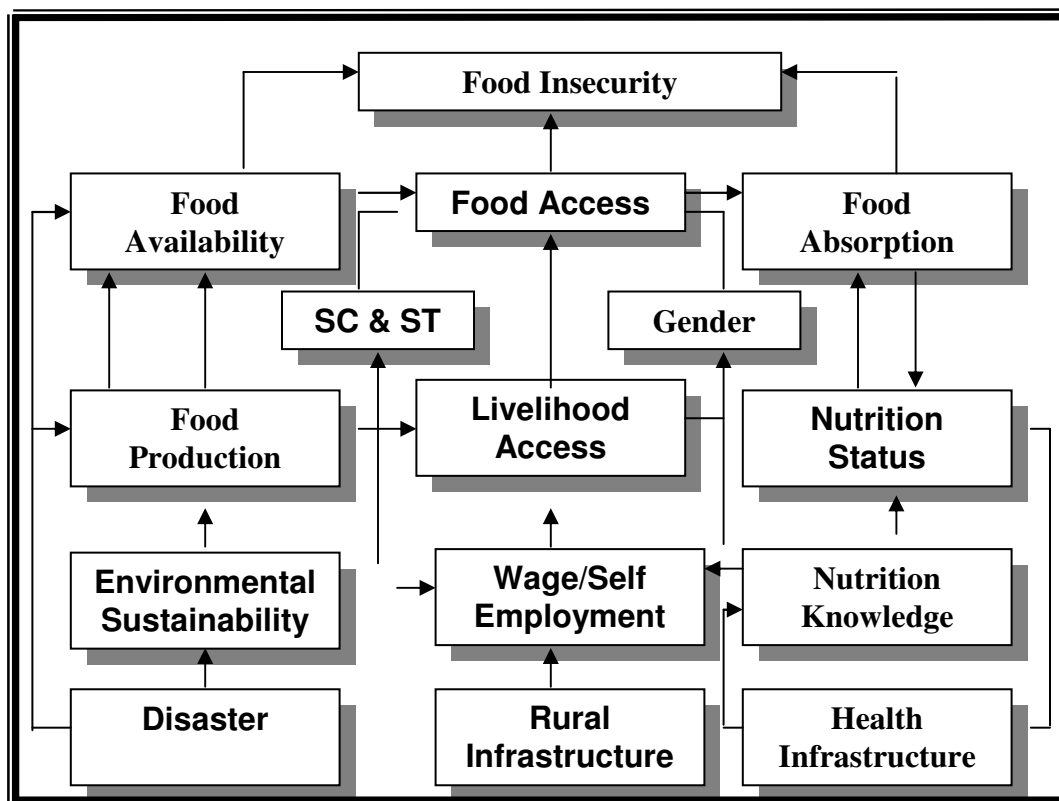 Food Insecurity
Food
Availability
Food Access
Food
Absorption
SC & ST
Gender
Food
Production
Livelihood
Access
Nutrition
Status
Environmental
Sustainability
Wage/Self
Employment
Nutrition
Knowledge
Disaster
Rural
Infrastructure
Health
Infrastructure